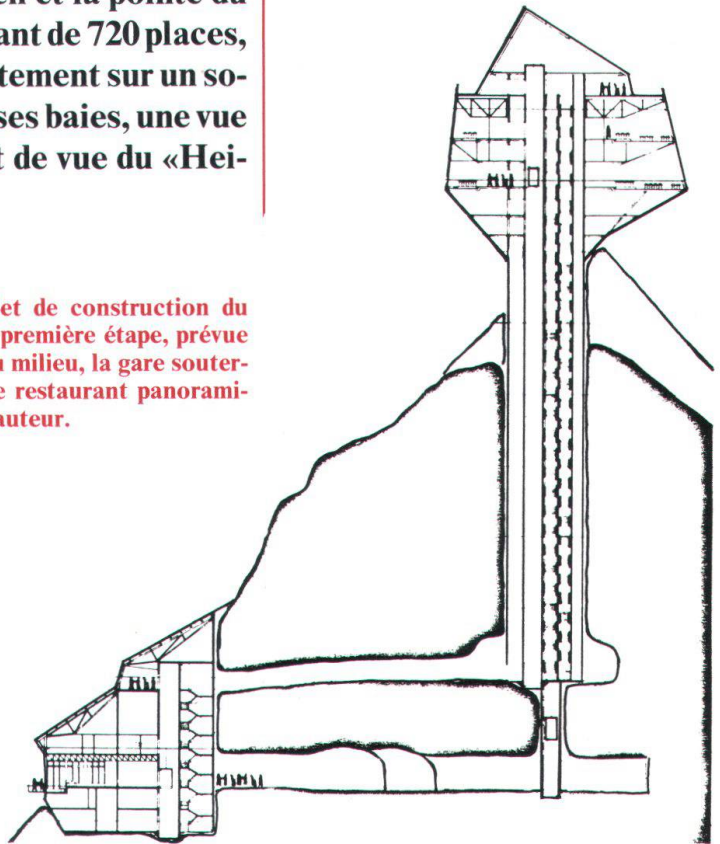 en et la pointe du
ant de 720 places,
tement sur un so-
ses baies, une vue
t de vue du «Hei-
et de construction du
première étape, prévue
u milieu, la gare souter-
e restaurant panorami-
auteur.